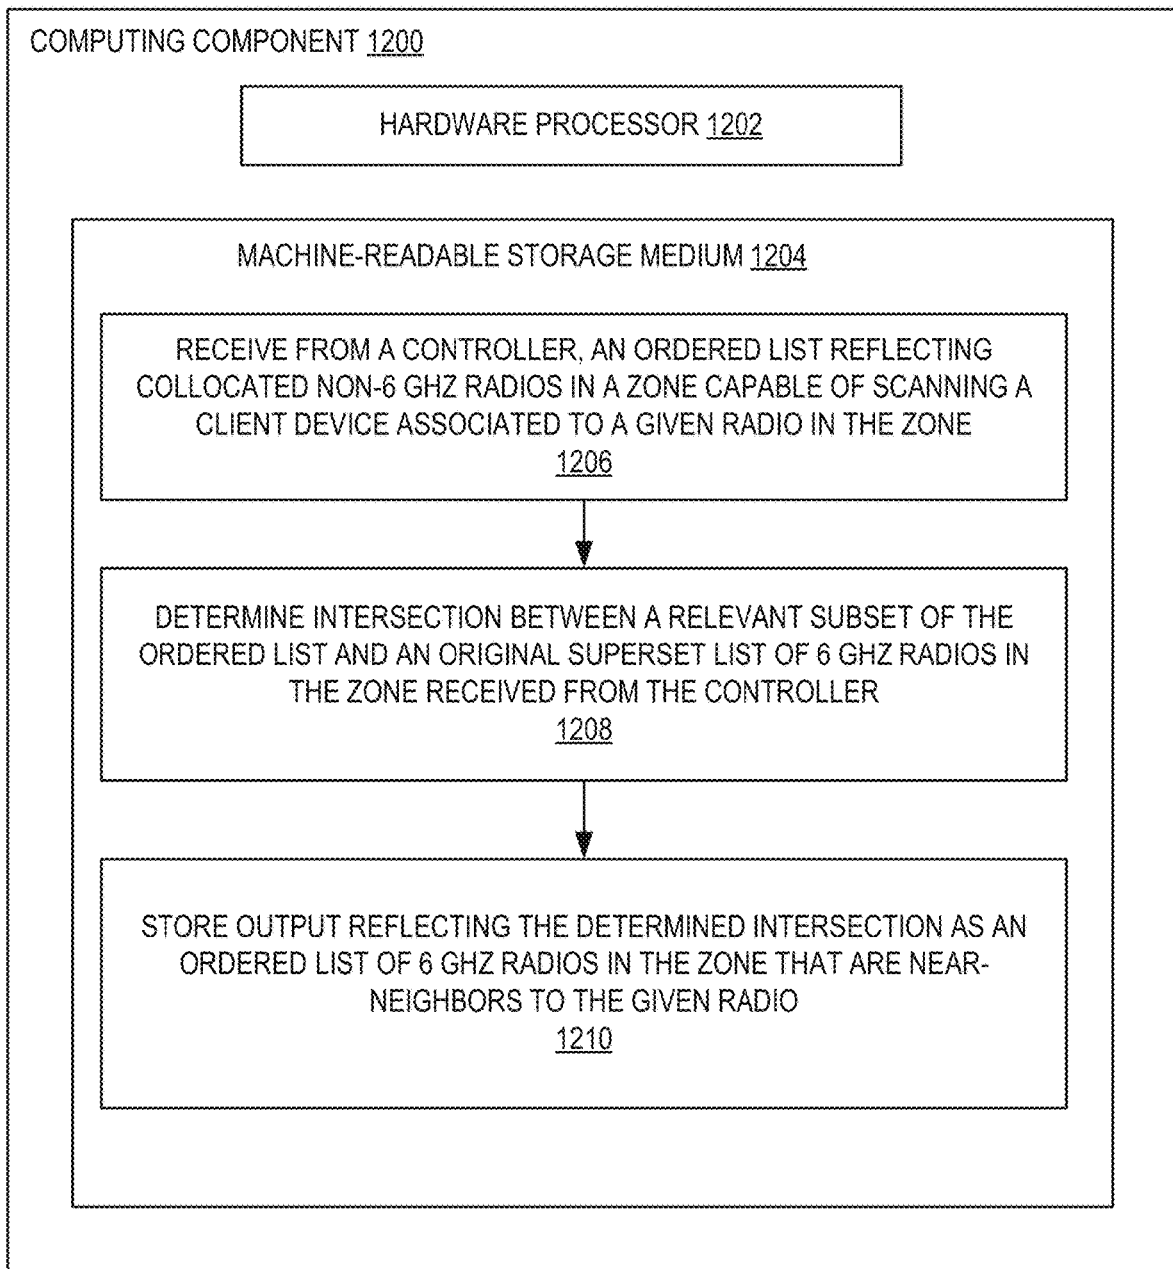 COMPUTING COMPONENT 1200
HARDWARE PROCESSOR 1202
MACHINE-READABLE STORAGE MEDIUM 1204
RECEIVE FROM A CONTROLLER, AN ORDERED LIST REFLECTING
COLLOCATED NON-6 GHZ RADIOS IN A ZONE CAPABLE OF SCANNING A
CLIENT DEVICE ASSOCIATED TO A GIVEN RADIO IN THE ZONE
1206
DETERMINE INTERSECTION BETWEEN A RELEVANT SUBSET OF THE
ORDERED LIST AND AN ORIGINAL SUPERSET LIST OF 6 GHZ RADIOS IN
THE ZONE RECEIVED FROM THE CONTROLLER
1208
STORE OUTPUT REFLECTING THE DETERMINED INTERSECTION AS AN
ORDERED LIST OF 6 GHZ RADIOS IN THE ZONE THAT ARE NEAR-
NEIGHBORS TO THE GIVEN RADIO
1210